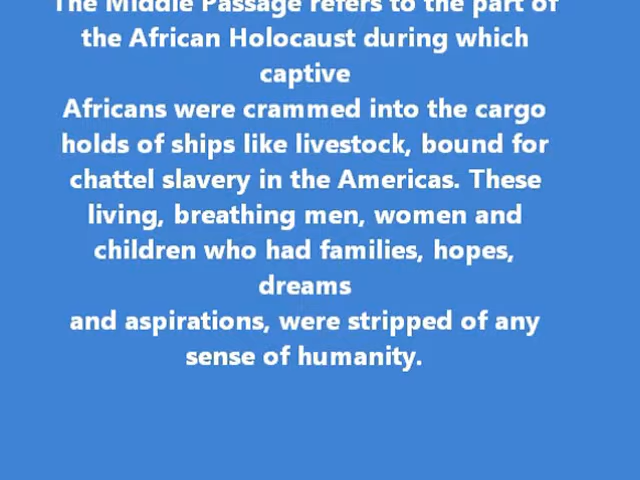 The Middle Passage refers to the part of
the African Holocaust during which
captive
Africans were crammed into the cargo
holds of ships like livestock, bound for
chattel slavery in the Americas. These
living, breathing men, women and
children who had families, hopes,
dreams
and aspirations, were stripped of any
sense of humanity.